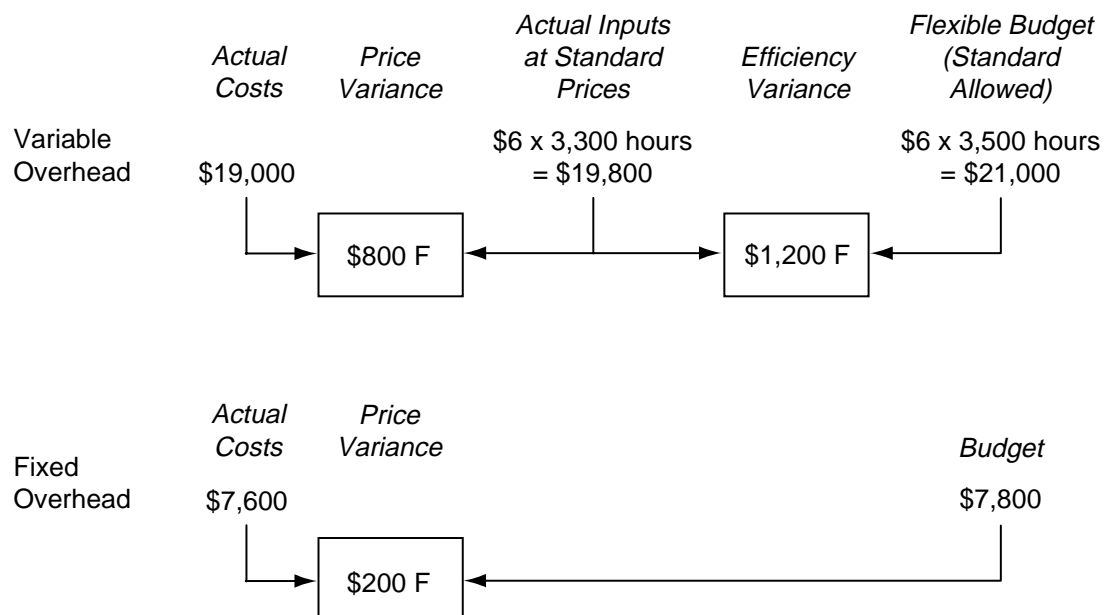 Actual
Costs
Price
Variance
Actual Inputs
at Standard
Prices
Efficiency
Variance
Flexible Budget
(Standard
Allowed)
Variable
Overhead
$19,000
$6 x 3,300 hours
= $19,800
$6 x 3,500 hours
= $21,000
$800 F
$1,200 F
Actual
Costs
Price
Variance
Budget
Fixed
Overhead
$7,600
$7,800
$200 F